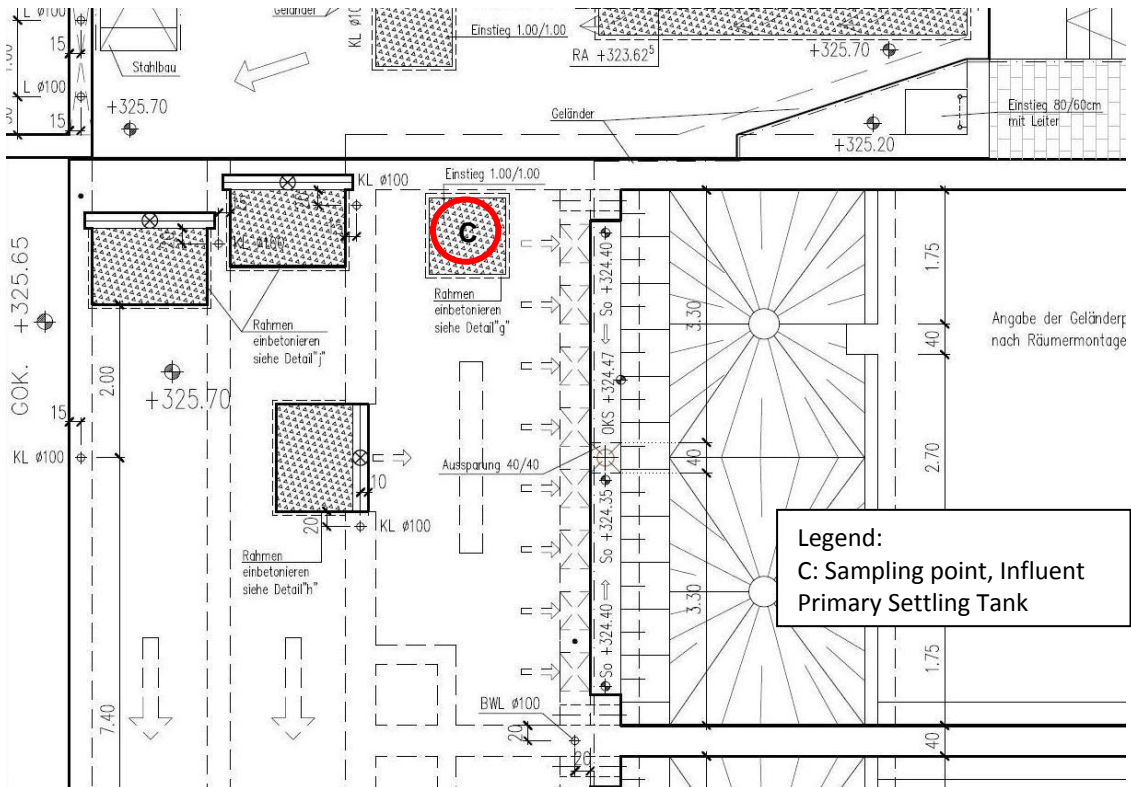 L Ø100
15
L Ø100
15
Stahlbau
+325.70
Geländer
KL Ø10
Einstieg 1.00/1.00
RA +323.62⁵
+325.70
Geländer
Einstieg 80/60cm
mit Leiter
+325.20
KL Ø100
Einstieg 1.00/1.00
C
KL Ø100
Rahmen
einbetonieren
siehe Detail"g"
Rahmen
einbetonieren
siehe Detail"j"
GOK. +325.65
2.00
+325.70
15
KL Ø100
10
20
KL Ø100
Rahmen
einbetonieren
siehe Detail"h"
Aussparung 40/40
So +324.40
OKS +324.47
So +324.35
So +324.40
3.30
40
3.30
1.75
40
2.70
1.75
40
Angabe der Geländerp
nach Räumermontage
Legend:
C: Sampling point, Influent
Primary Settling Tank
7.40
BWL Ø100
20
20